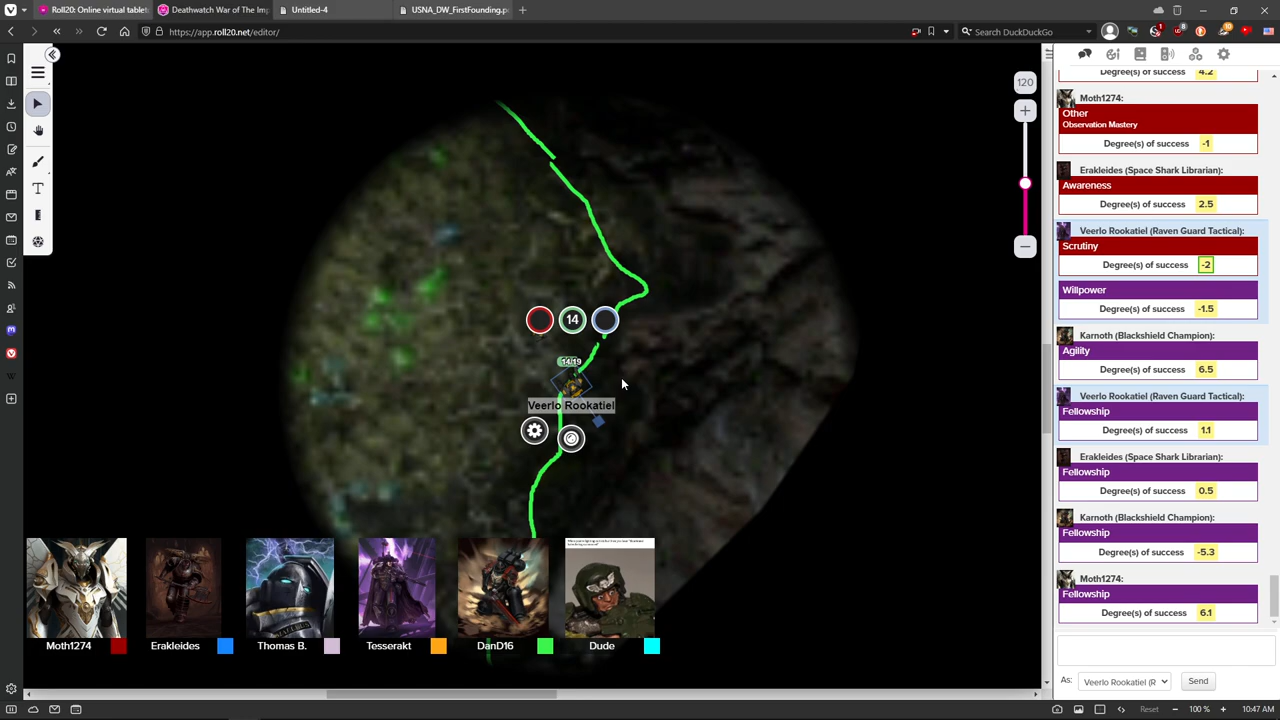 Roll20: Online virtual tablet
Deathwatch War of The Imp
Untitled-4
USNA_DW_FirstFounding.p
https://app.roll20.net/editor/
Search DuckDuckGo
120
14
14/19
Veerlo Rookatiel
Moth1274
Erakleides
Thomas B.
Tesserakt
DanD16
Dude
Degree(s) of success 4.2
Moth1274:
Other
Observation Mastery
Degree(s) of success -1
Erakleides (Space Shark Librarian):
Awareness
Degree(s) of success 2.5
Veerlo Rookatiel (Raven Guard Tactical):
Scrutiny
Degree(s) of success -2
Willpower
Degree(s) of success -1.5
Karnoth (Blackshield Champion):
Agility
Degree(s) of success 6.5
Veerlo Rookatiel (Raven Guard Tactical):
Fellowship
Degree(s) of success 1.1
Erakleides (Space Shark Librarian):
Fellowship
Degree(s) of success 0.5
Karnoth (Blackshield Champion):
Fellowship
Degree(s) of success -5.3
Moth1274:
Fellowship
Degree(s) of success 6.1
As: Veerlo Rookatiel (R Send
Reset 100 % 10:47 AM